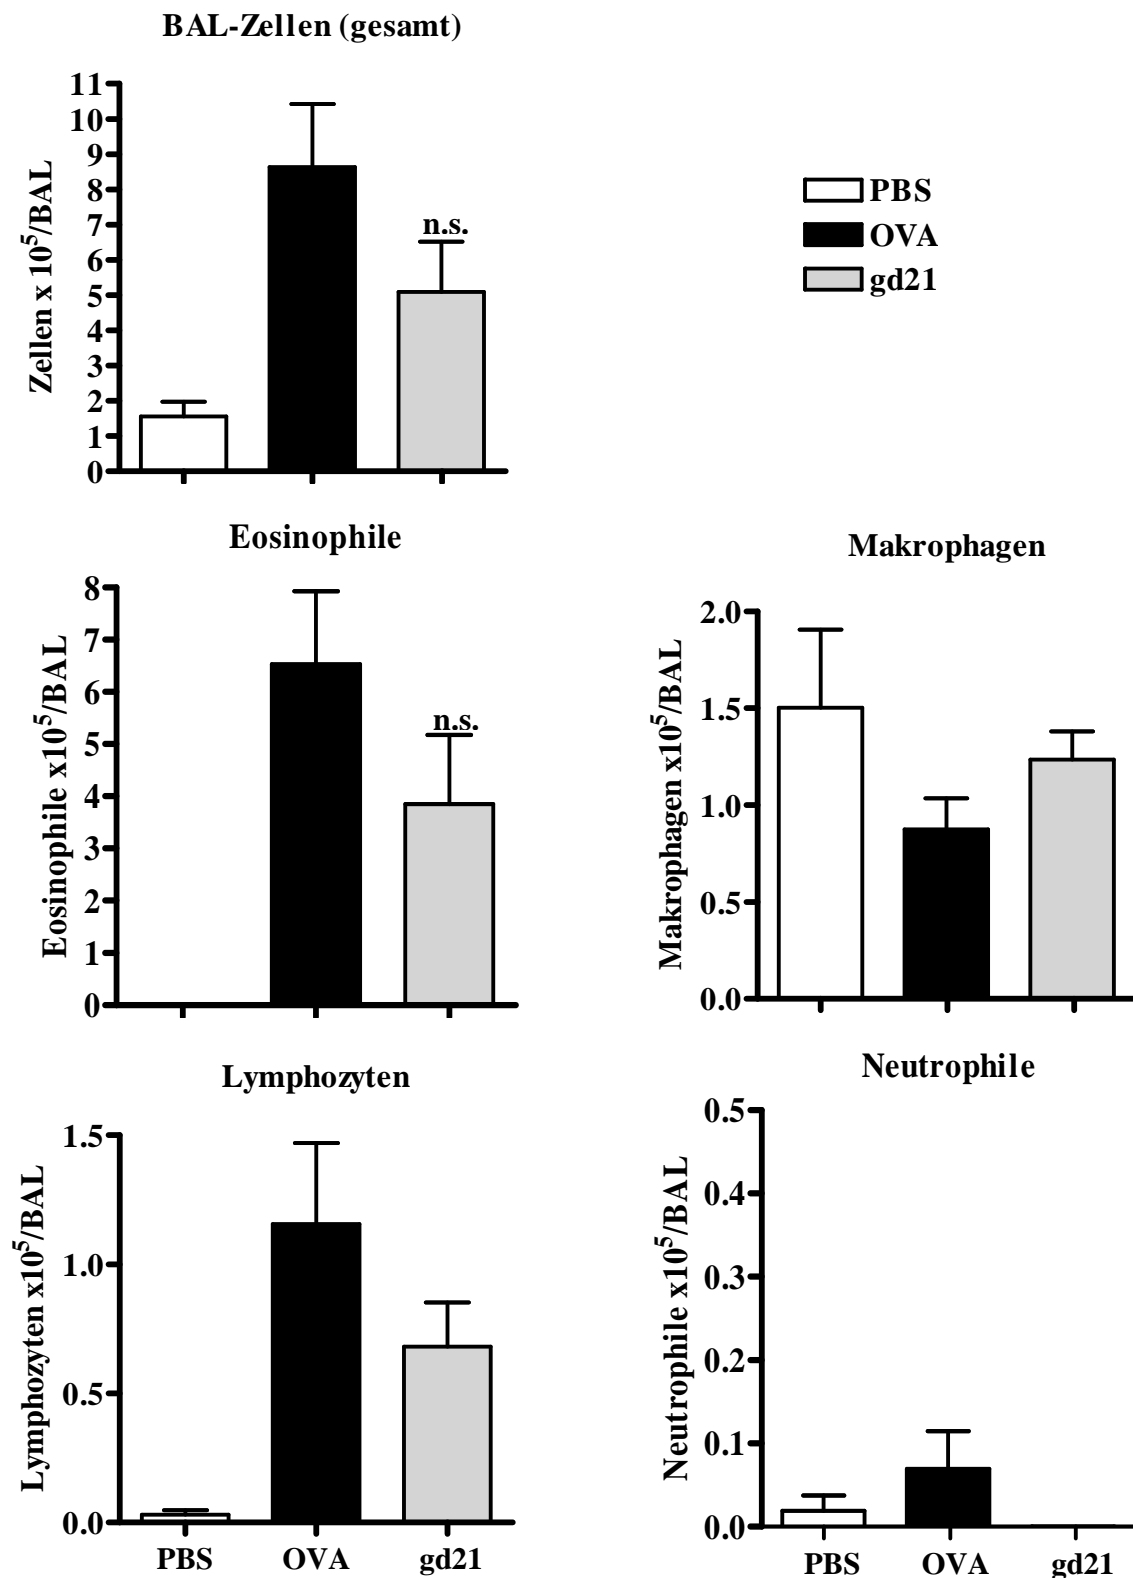 BAL-Zellen (gesamt)
Zellen x 10⁵/BAL
11
10
9
8
7
6
5
4
3
2
1
0
n.s.
PBS
OVA
gd21
Eosinophile
Eosinophile x10⁵/BAL
8
7
6
5
4
3
2
1
0
n.s.
Makrophagen
Makrophagen x10⁵/BAL
2.0
1.5
1.0
0.5
0.0
Lymphozyten
Lymphozyten x10⁵/BAL
1.5
1.0
0.5
0.0
PBS OVA gd21
Neutrophile
Neutrophile x10⁵/BAL
0.5
0.4
0.3
0.2
0.1
0.0
PBS OVA gd21